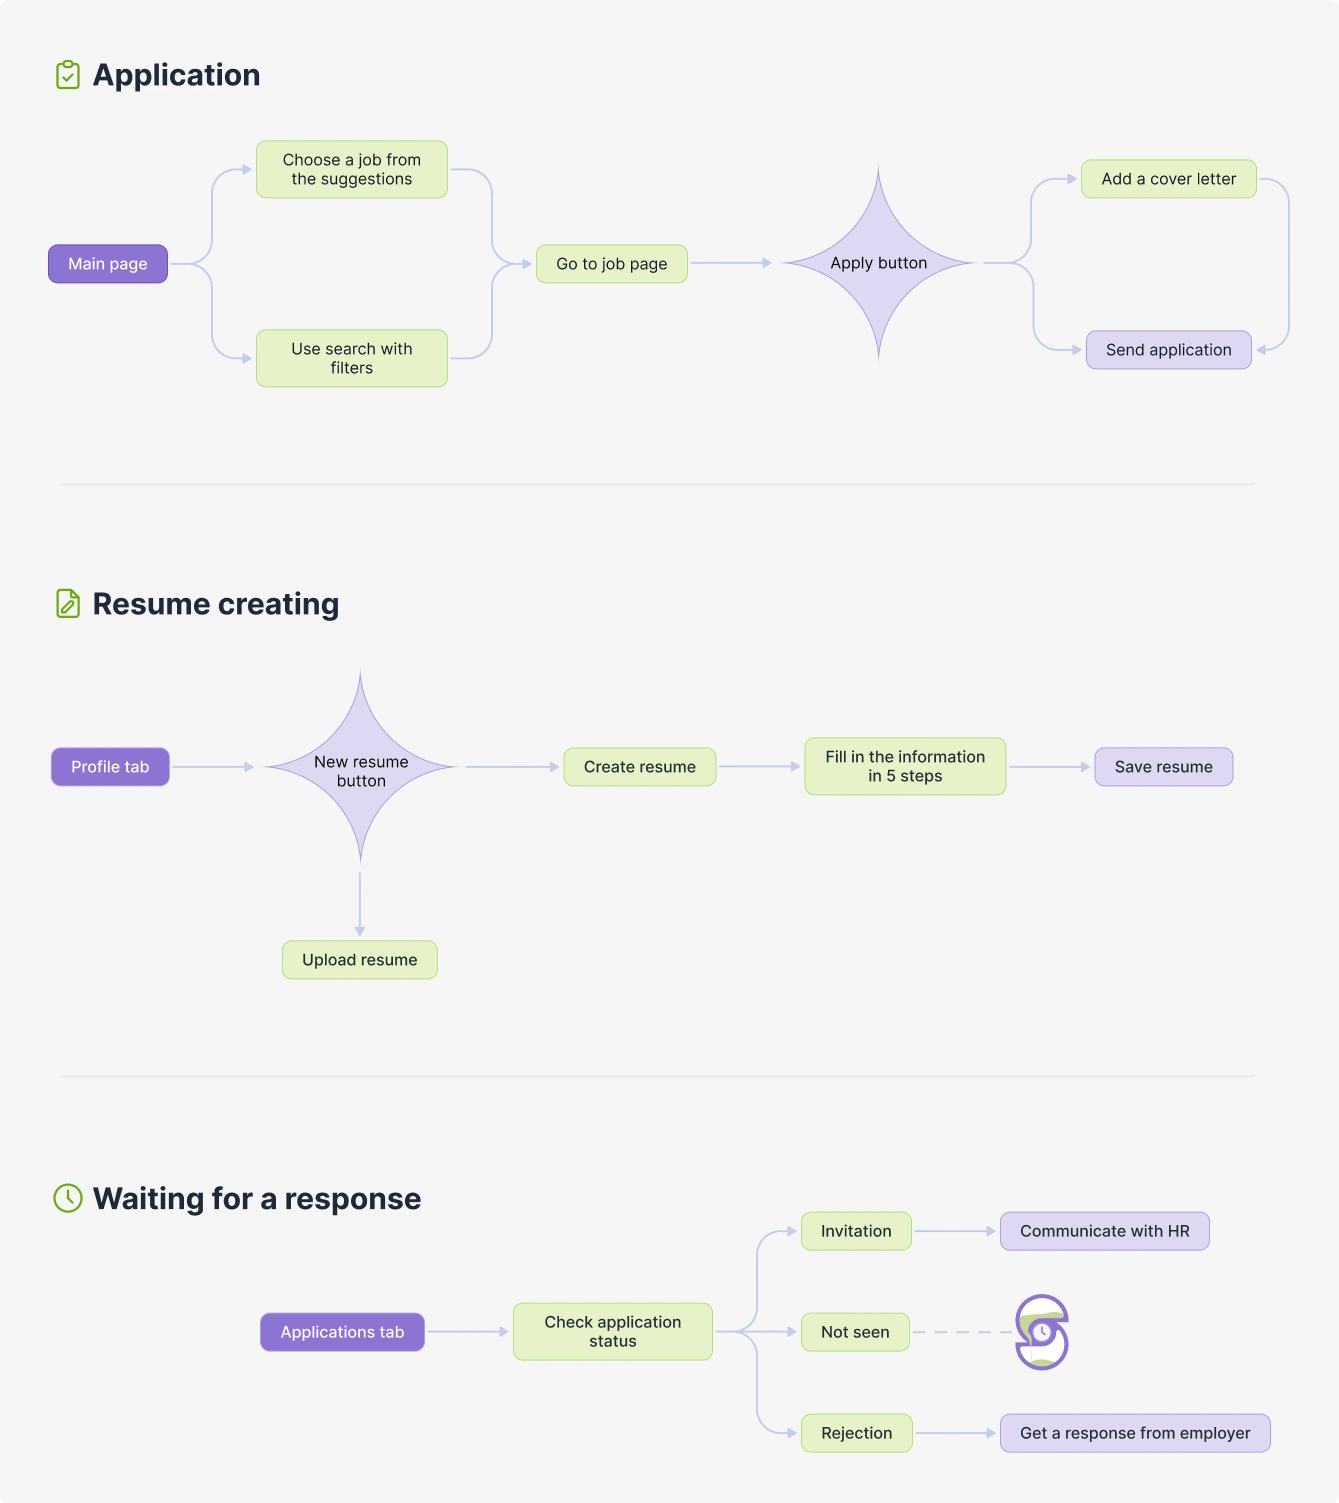 Application
Choose a job from
the suggestions
Add a cover letter
Main page
Go to job page
Apply button
Use search with
filters
Send application
Resume creating
Profile tab
New resume
button
Create resume
Fill in the information
in 5 steps
Save resume
Upload resume
Waiting for a response
Invitation
Communicate with HR
Applications tab
Check application
status
Not seen
Rejection
Get a response from employer